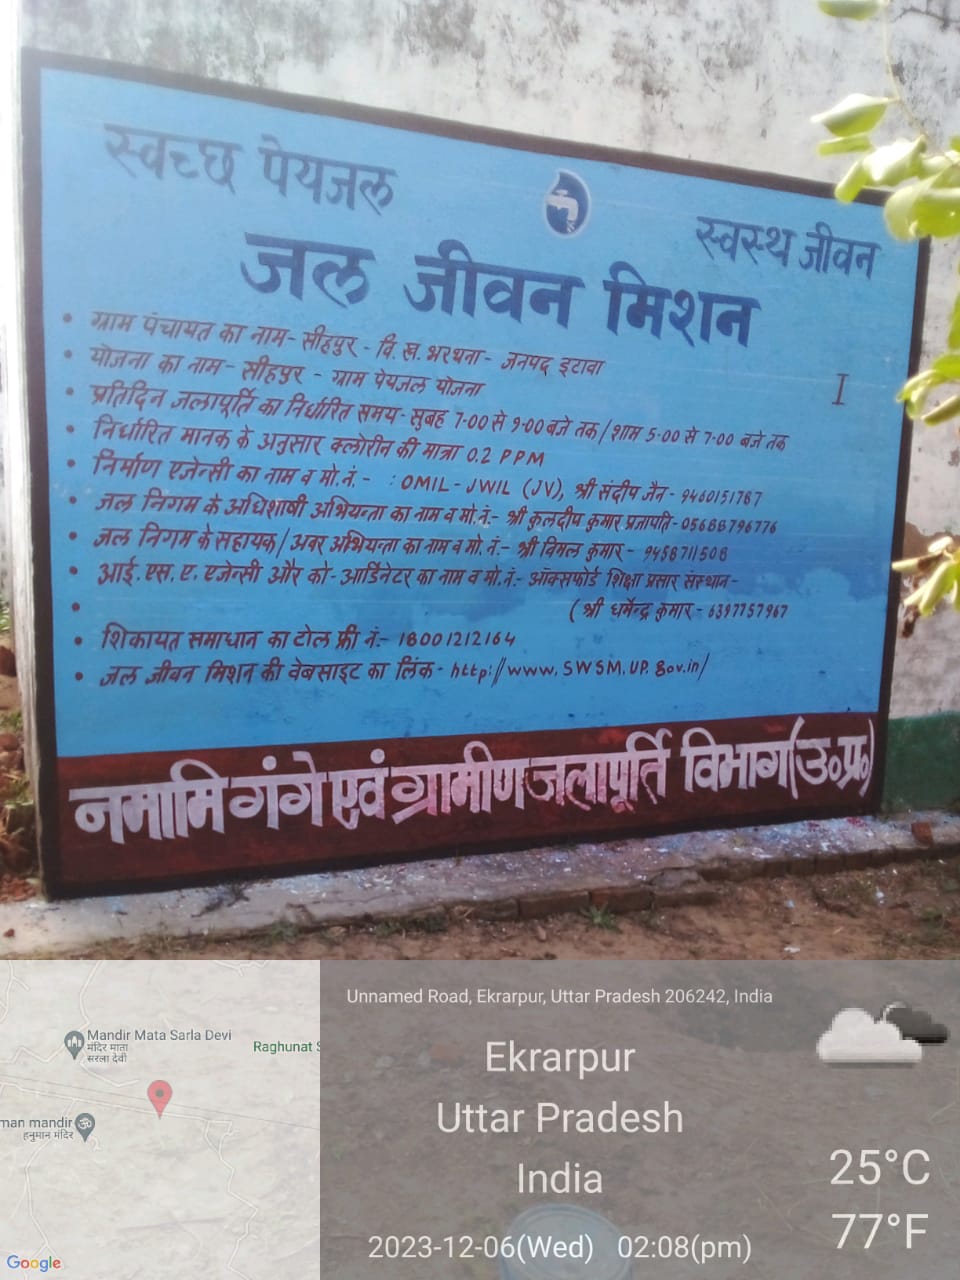 स्वच्छ पेयजल
स्वस्थ जीवन
जल जीवन मिशन
I
• ग्राम पंचायत का नाम- सीहपुर - वि. ख. भरथना- जनपद इटावा
• योजना का नाम- सीहपुर - ग्राम पेयजल योजना
• प्रतिदिन जलापूर्ति का निर्धारित समय- सुबह 7-00 से 9:00 बजे तक/शाम 5:00 से 7:00 बजे तक
• निर्धारित मानक के अनुसार क्लोरीन की मात्रा 0.2 PPM
• निर्माण एजेन्सी का नाम व मो.नं.- : OMIL-JWIL (JV), श्री संदीप जैन- 9460151787
• जल निगम के अधिशाषी अभियन्ता का नाम व मो.नं.- श्री कुलदीप कुमार प्रजापति-05688796776
• जल निगम के सहायक/अवर अभियन्ता का नाम व मो.नं.- श्री विमल कुमार- 9458711508
• आई. एस. ए. एजेन्सी और को-आर्डिनेटर का नाम व मो.नं.- ऑक्सफोर्ड शिक्षा प्रसार संस्थान-
• (श्री धर्मेन्द्र कुमार- 6397757967
• शिकायत समाधान का टोल फ्री नं- 18001212164
• जल जीवन मिशन की वेबसाइट का लिंक- http://www.SWSM.UP.Gov.in/
नमामि गंगे एवं ग्रामीण जलापूर्ति विभाग(उ०प्र०)
Unnamed Road, Ekrarpur, Uttar Pradesh 206242, India
Ekrarpur
Uttar Pradesh
India
2023-12-06(Wed) 02:08(pm)
25°C
77°F
Mandir Mata Sarla Devi
मंदिर माता
सरला देवी
Raghunat S
man mandir
हनुमान मंदिर
Google